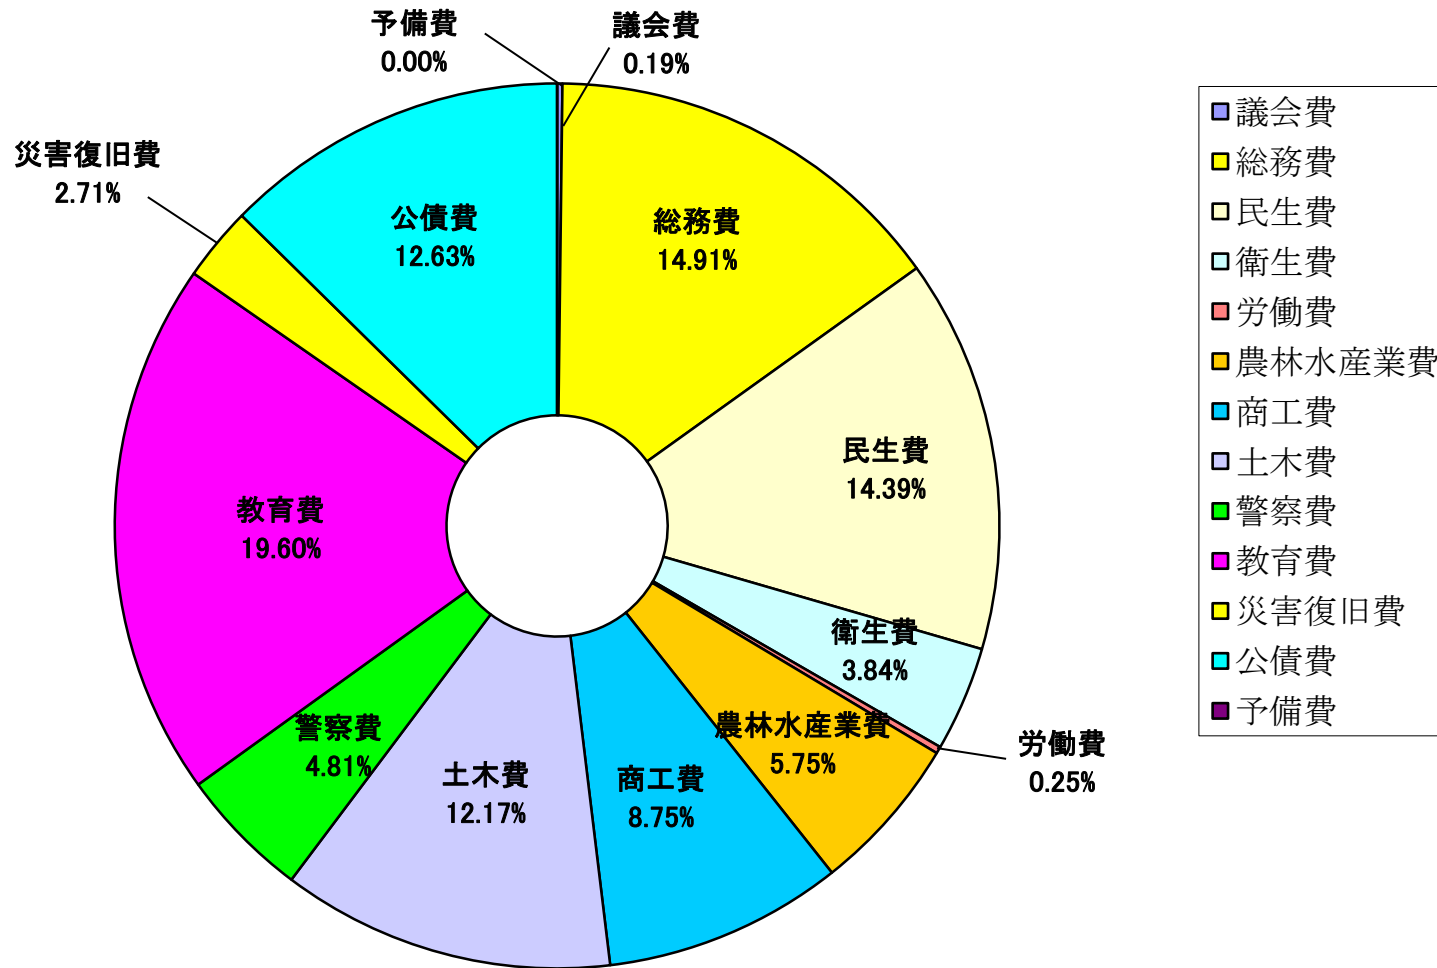 予備費
0.00%
議会費
0.19%
総務費
14.91%
民生費
14.39%
衛生費
3.84%
労働費
0.25%
農林水産業費
5.75%
商工費
8.75%
土木費
12.17%
警察費
4.81%
教育費
19.60%
災害復旧費
2.71%
公債費
12.63%
議会費
総務費
民生費
衛生費
労働費
農林水産業費
商工費
土木費
警察費
教育費
災害復旧費
公債費
予備費